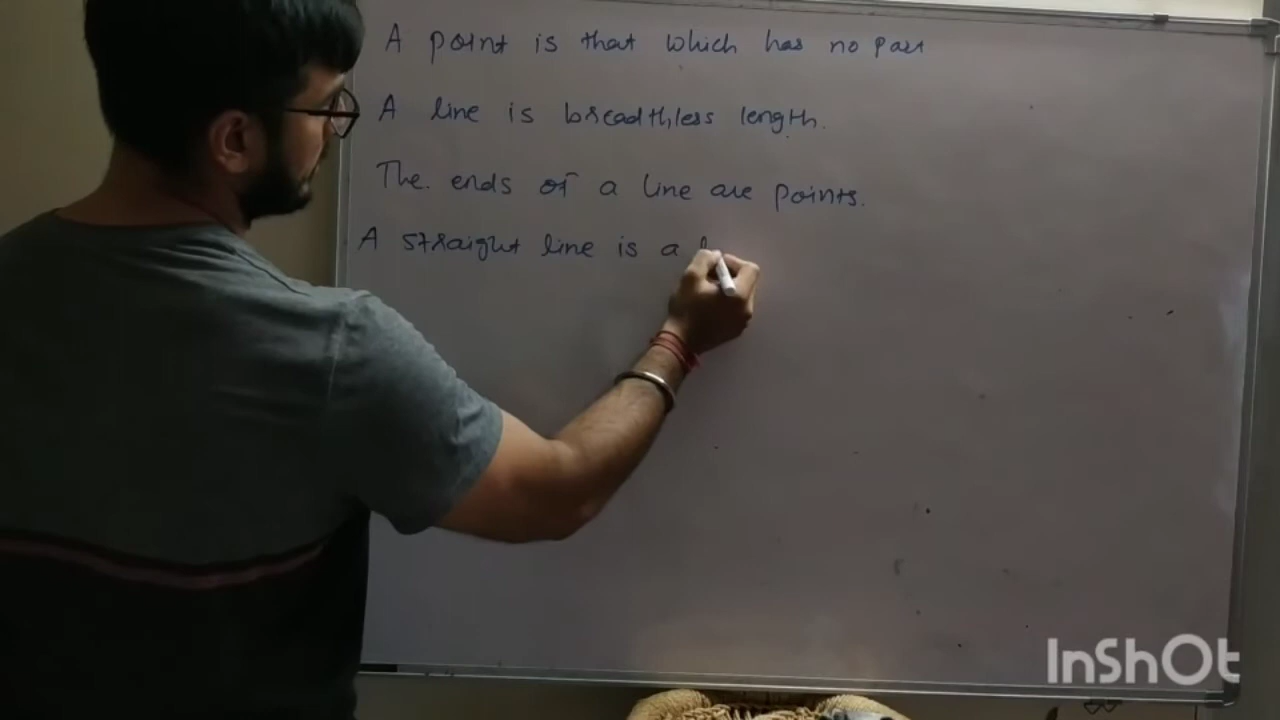 A point is that which has no part
A line is breadthless length.
The. ends of a line are points.
A straight line is a l
InShOt